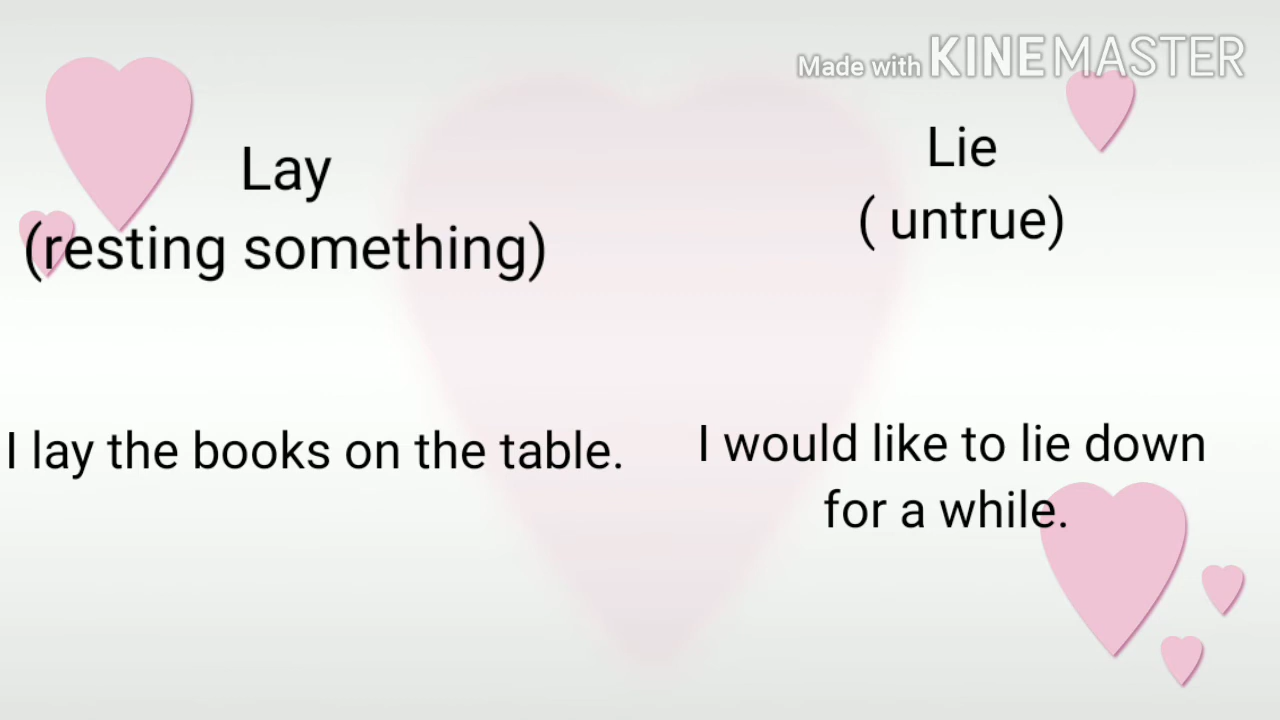 Made with KINEMASTER
Lay
(resting something)
Lie
( untrue)
I lay the books on the table.
I would like to lie down
for a while.